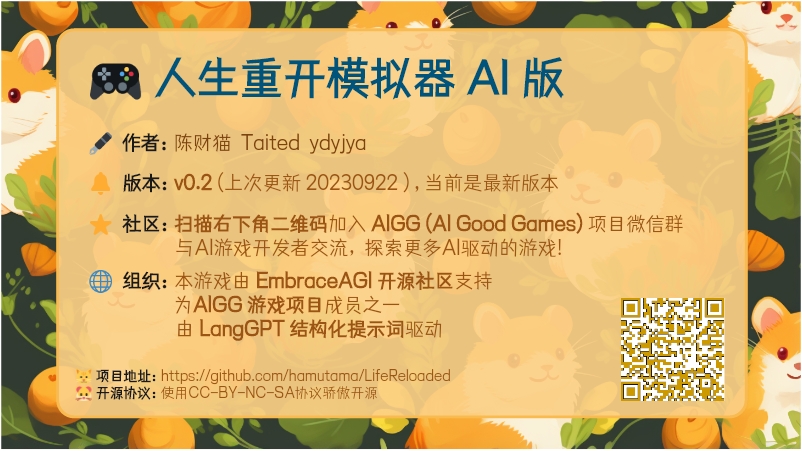 人生重开模拟器 AI 版
作者: 陈财猫 Taited ydyjya
版本: v0.2 (上次更新 20230922 ) , 当前是最新版本
社区: 扫描右下角二维码加入 AIGG (AI Good Games) 项目微信群
与AI游戏开发者交流, 探索更多AI驱动的游戏!
组织: 本游戏由 EmbraceAGI 开源社区支持
为AIGG 游戏项目成员之一
由 LangGPT 结构化提示词驱动
项目地址: https://github.com/hamutama/LifeReloaded
开源协议: 使用CC-BY-NC-SA协议骄傲开源